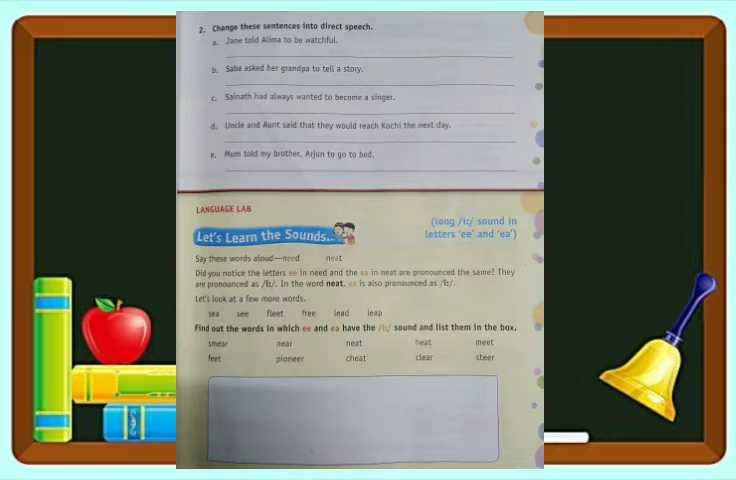 2. Change these sentences into direct speech.
a. Jane told Alima to be watchful.
b. Saba asked her grandpa to tell a story.
c. Sainath had always wanted to become a singer.
d. Uncle and Aunt said that they would reach Kochi the next day.
e. Mum told my brother, Arjun to go to bed.
LANGUAGE LAB
Let's Learn the Sounds...
(long /i:/ sound in
letters 'ee' and 'ea')
Say these words aloud—need neat
Did you notice the letters ee in need and the ea in neat are pronounced the same? They
are pronounced as /i:/. In the word neat, ea is also pronounced as /i:/.
Let's look at a few more words.
sea see fleet free lead leap
Find out the words in which ee and ea have the /i:/ sound and list them in the box.
smear near neat heat meet
feet pioneer cheat clear steer